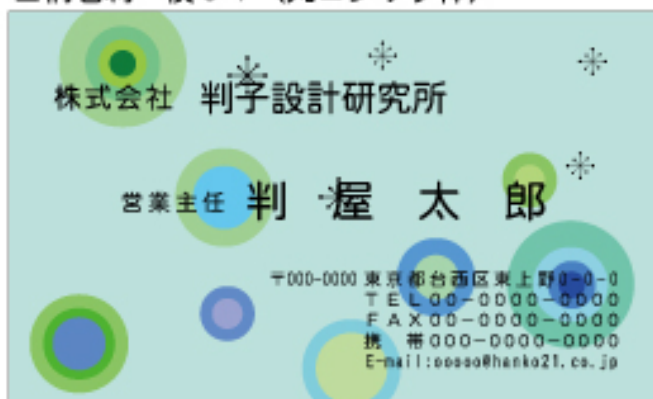 株式会社 判子設計研究所
営業主任 判 屋 太 郎
〒000-0000 東京都台西区東上野0-0-0
TEL00-0000-0000
FAX00-0000-0000
携 帯000-0000-0000
E-mail:ooooo@hanko21.co.jp